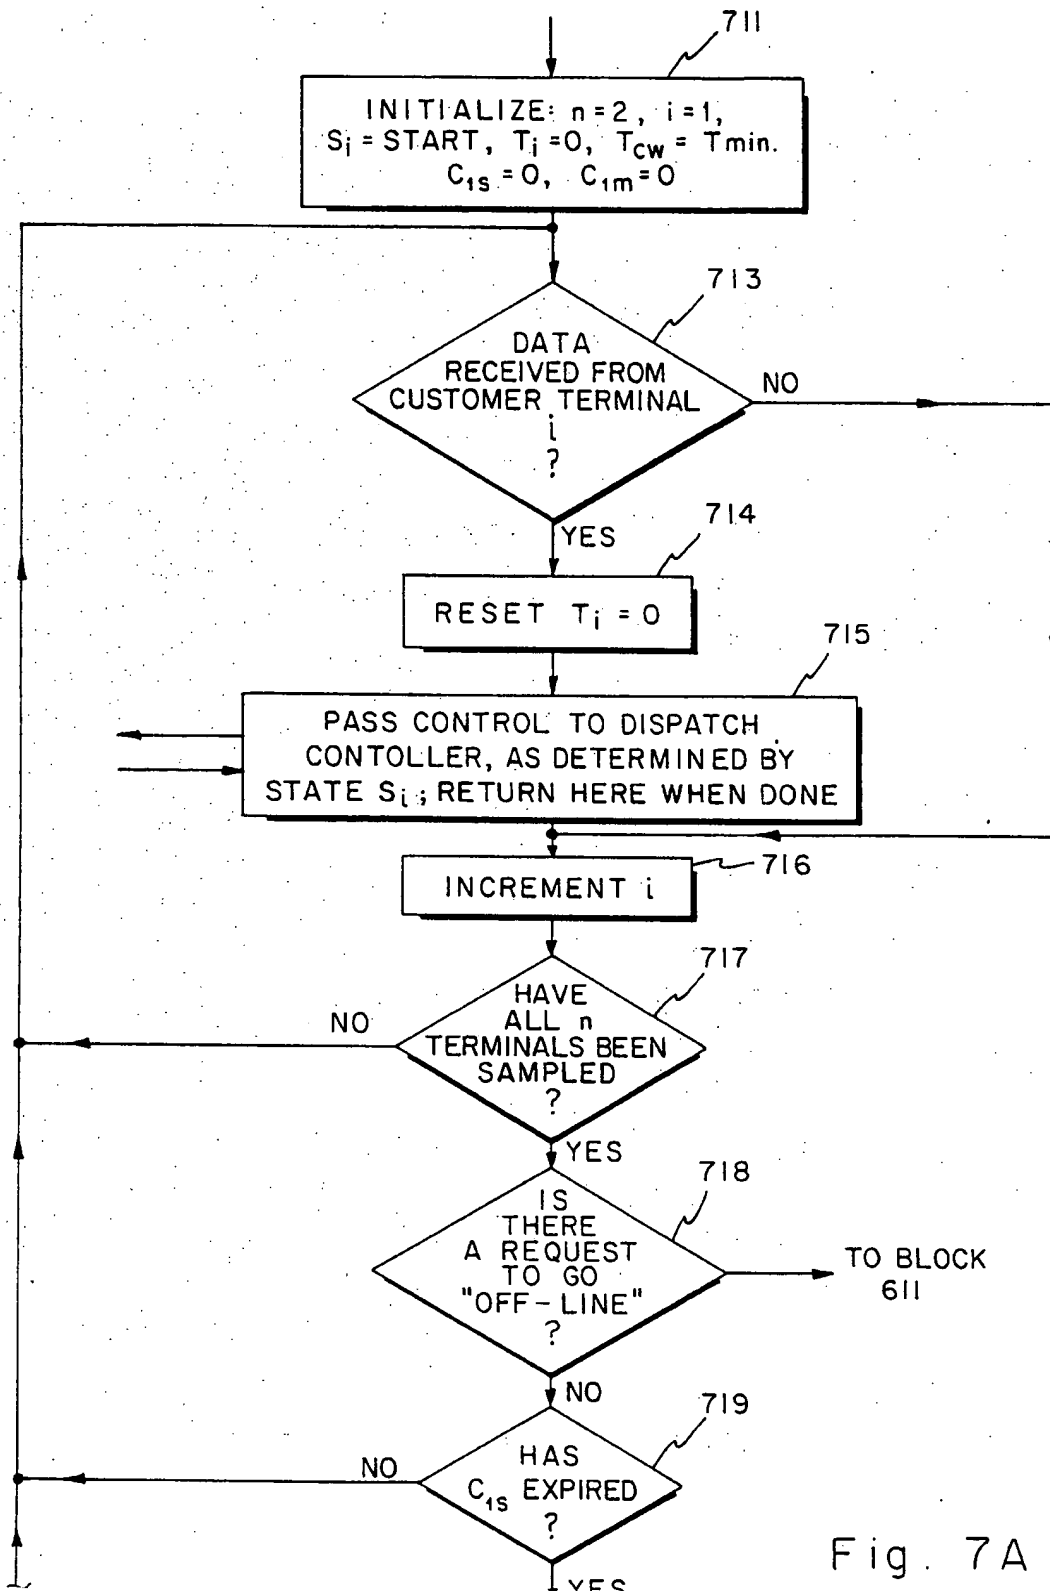 711
INITIALIZE: n=2, i=1,
Si = START, Ti =0, TCW = Tmin.
C1S =0, C1m =0
713
DATA
RECEIVED FROM
CUSTOMER TERMINAL
i
?
NO
YES
714
RESET Ti = 0
715
PASS CONTROL TO DISPATCH
CONTOLLER, AS DETERMINED BY
STATE Si ; RETURN HERE WHEN DONE
716
INCREMENT i
717
HAVE
ALL n
TERMINALS BEEN
SAMPLED
?
NO
YES
718
IS
THERE
A REQUEST
TO GO
"OFF-LINE"
?
TO BLOCK
611
NO
719
HAS
C1S EXPIRED
?
NO
YES
Fig. 7A